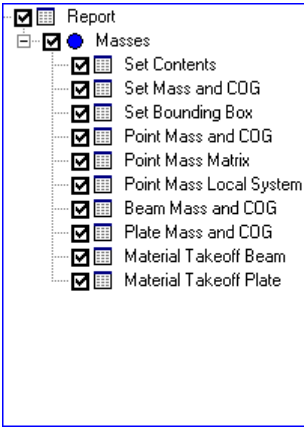 Report
Masses
Set Contents
Set Mass and COG
Set Bounding Box
Point Mass and COG
Point Mass Matrix
Point Mass Local System
Beam Mass and COG
Plate Mass and COG
Material Takeoff Beam
Material Takeoff Plate